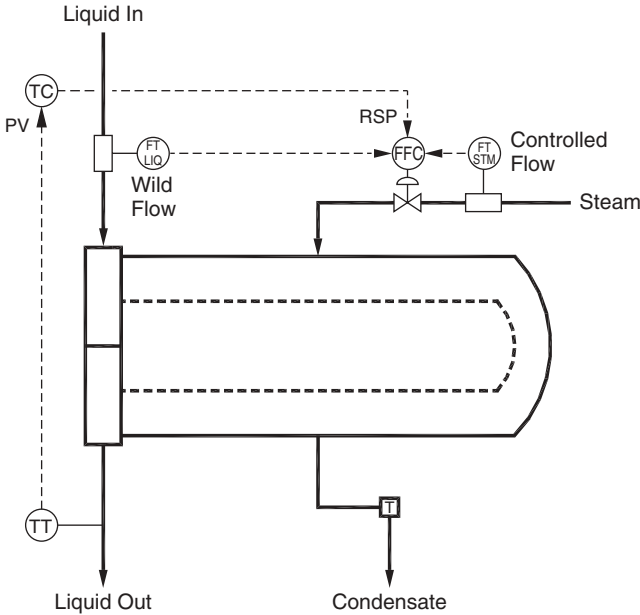 Liquid In
TC
PV
RSP
FT
LIQ
Wild
Flow
FFC
FT
STM
Controlled
Flow
Steam
TT
T
Liquid Out
Condensate